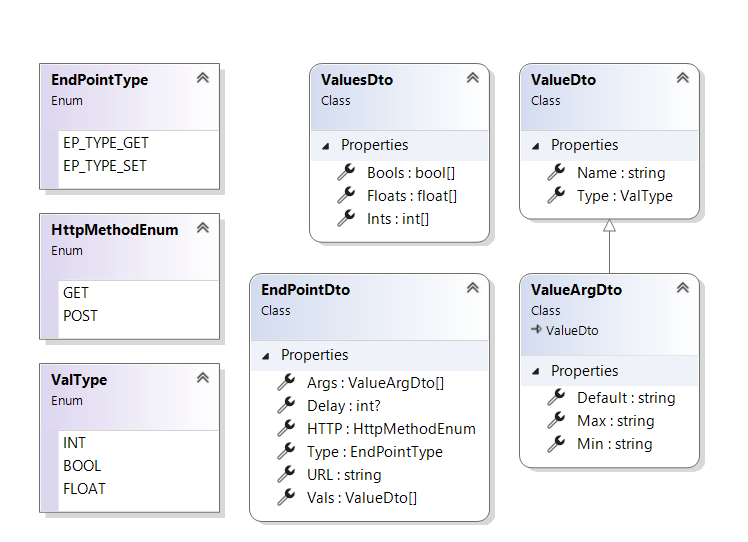 EndPointType
Enum
EP_TYPE_GET
EP_TYPE_SET
HttpMethodEnum
Enum
GET
POST
ValType
Enum
INT
BOOL
FLOAT
ValuesDto
Class
Properties
Bools : bool[]
Floats : float[]
Ints : int[]
EndPointDto
Class
Properties
Args : ValueArgDto[]
Delay : int?
HTTP : HttpMethodEnum
Type : EndPointType
URL : string
Vals : ValueDto[]
ValueDto
Class
Properties
Name : string
Type : ValType
ValueArgDto
Class
ValueDto
Properties
Default : string
Max : string
Min : string